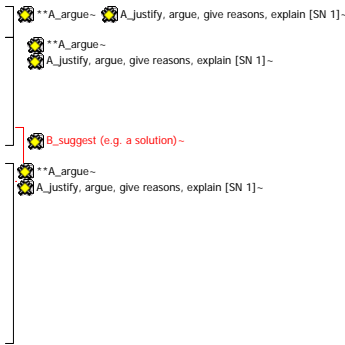 **A_argue~ A_justify, argue, give reasons, explain [SN 1]~
**A_argue~
A_justify, argue, give reasons, explain [SN 1]~
B_suggest (e.g. a solution)~
**A_argue~
A_justify, argue, give reasons, explain [SN 1]~